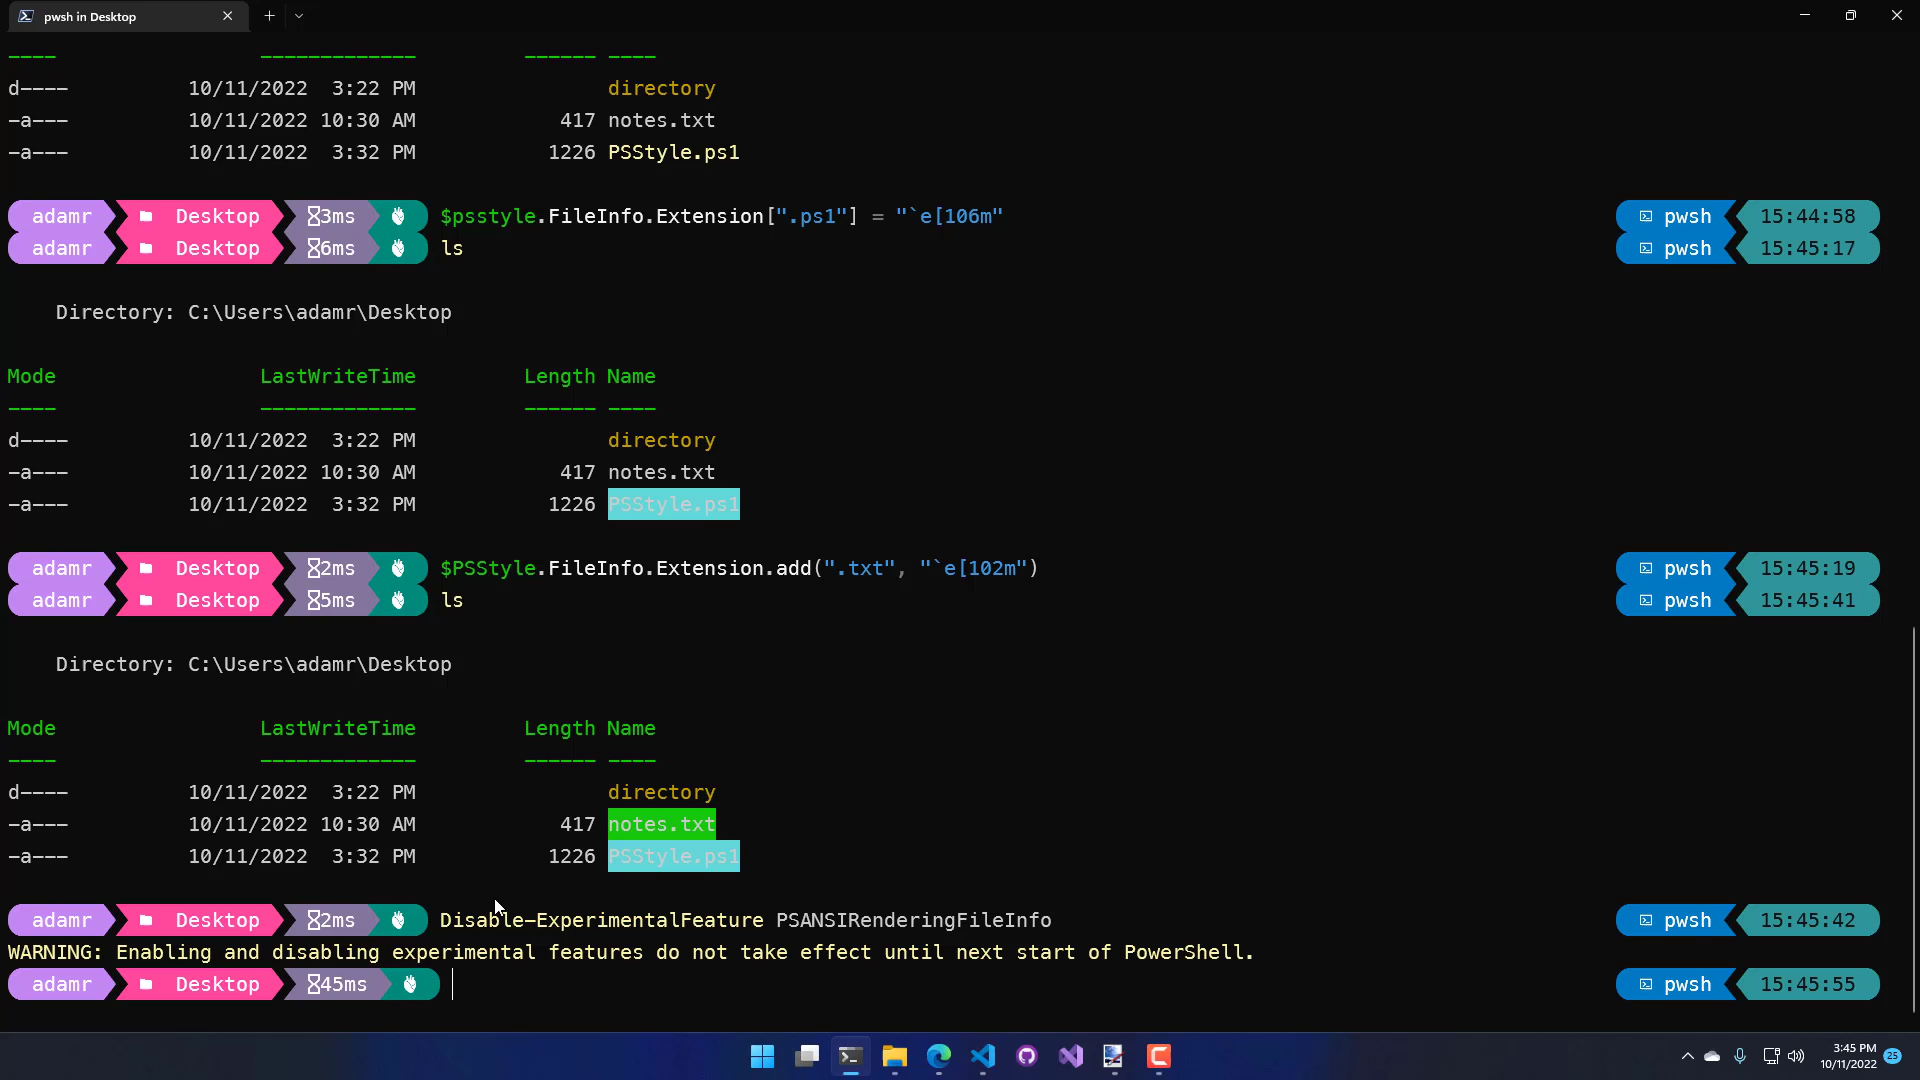 pwsh in Desktop
---- ------------- ------ ----
d---- 10/11/2022 3:22 PM directory
-a--- 10/11/2022 10:30 AM 417 notes.txt
-a--- 10/11/2022 3:32 PM 1226 PSStyle.ps1
adamr Desktop 3ms $psstyle.FileInfo.Extension[".ps1"] = "`e[106m" pwsh 15:44:58
adamr Desktop 6ms ls pwsh 15:45:17
Directory: C:\Users\adamr\Desktop
Mode LastWriteTime Length Name
---- ------------- ------ ----
d---- 10/11/2022 3:22 PM directory
-a--- 10/11/2022 10:30 AM 417 notes.txt
-a--- 10/11/2022 3:32 PM 1226 PSStyle.ps1
adamr Desktop 2ms $PSStyle.FileInfo.Extension.add(".txt", "`e[102m") pwsh 15:45:19
adamr Desktop 5ms ls pwsh 15:45:41
Directory: C:\Users\adamr\Desktop
Mode LastWriteTime Length Name
---- ------------- ------ ----
d---- 10/11/2022 3:22 PM directory
-a--- 10/11/2022 10:30 AM 417 notes.txt
-a--- 10/11/2022 3:32 PM 1226 PSStyle.ps1
adamr Desktop 2ms Disable-ExperimentalFeature PSANSIRenderingFileInfo pwsh 15:45:42
WARNING: Enabling and disabling experimental features do not take effect until next start of PowerShell.
adamr Desktop 45ms pwsh 15:45:55
3:45 PM
10/11/2022 25